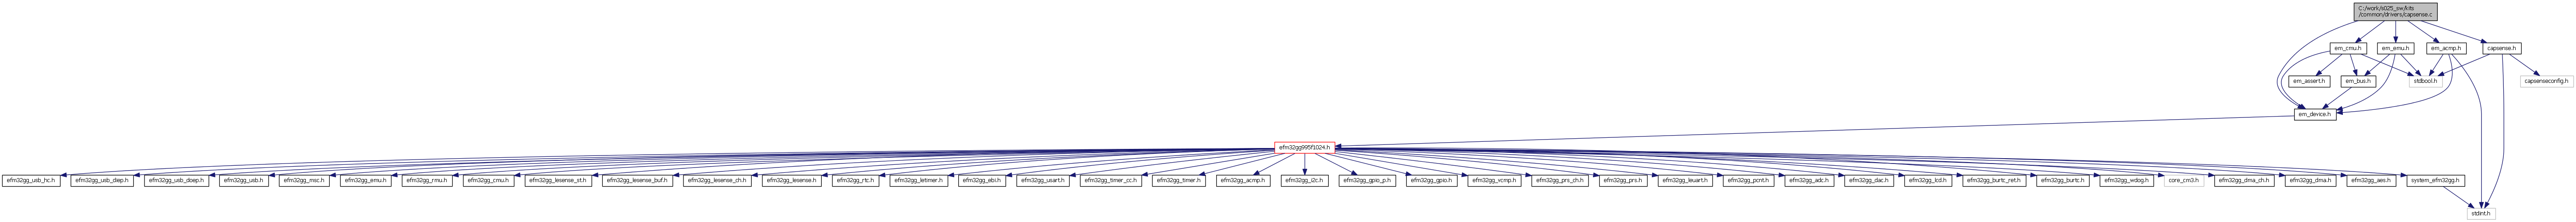 C:/work/s025_sw/kits
/common/drivers/capsense.c
em_cmu.h
em_emu.h
em_acmp.h
capsense.h
em_assert.h
em_bus.h
stdbool.h
capsenseconfig.h
em_device.h
efm32gg995f1024.h
efm32gg_usb_hc.h
efm32gg_usb_diep.h
efm32gg_usb_doep.h
efm32gg_usb.h
efm32gg_msc.h
efm32gg_emu.h
efm32gg_rmu.h
efm32gg_cmu.h
efm32gg_lesense_st.h
efm32gg_lesense_buf.h
efm32gg_lesense_ch.h
efm32gg_lesense.h
efm32gg_rtc.h
efm32gg_letimer.h
efm32gg_ebi.h
efm32gg_usart.h
efm32gg_timer_cc.h
efm32gg_timer.h
efm32gg_acmp.h
efm32gg_i2c.h
efm32gg_gpio_p.h
efm32gg_gpio.h
efm32gg_vcmp.h
efm32gg_prs_ch.h
efm32gg_prs.h
efm32gg_leuart.h
efm32gg_pcnt.h
efm32gg_adc.h
efm32gg_dac.h
efm32gg_lcd.h
efm32gg_burtc_ret.h
efm32gg_burtc.h
efm32gg_wdog.h
core_cm3.h
efm32gg_dma_ch.h
efm32gg_dma.h
efm32gg_aes.h
system_efm32gg.h
stdint.h